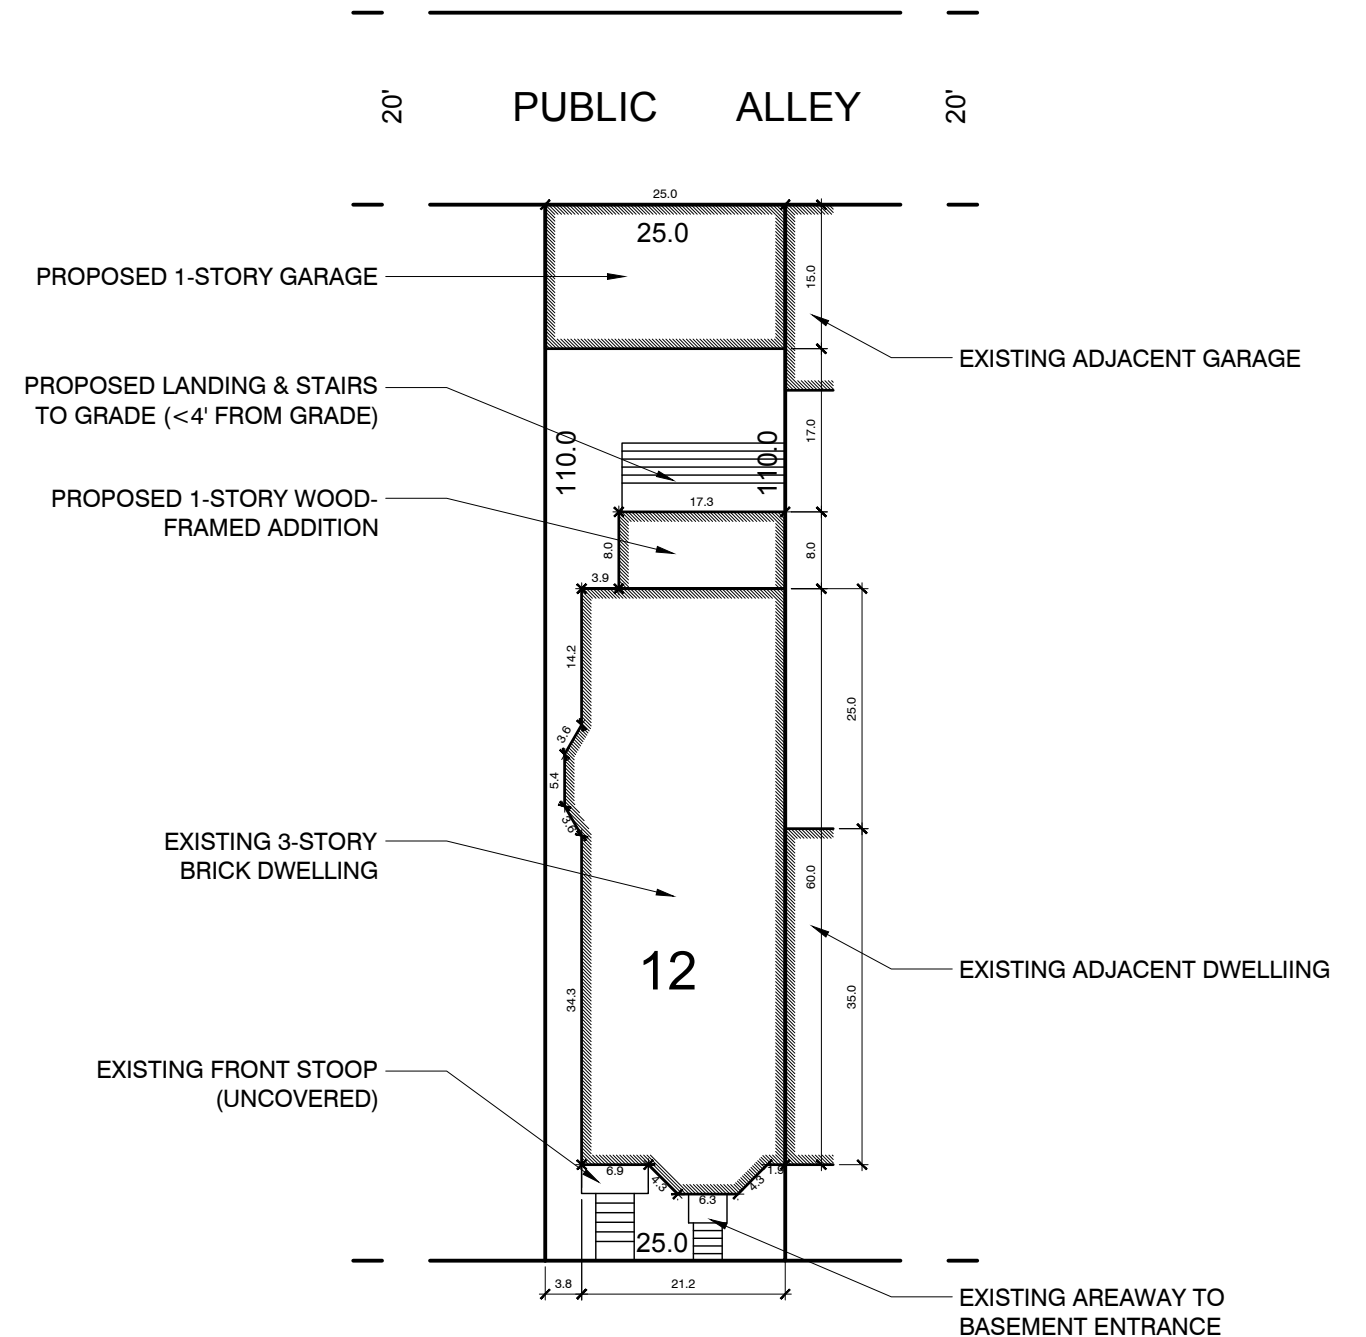 20'
PUBLIC ALLEY
20'
25.0
25.0
PROPOSED 1-STORY GARAGE
15.0
EXISTING ADJACENT GARAGE
PROPOSED LANDING & STAIRS
TO GRADE (<4' FROM GRADE)
110.0
110.0
17.0
PROPOSED 1-STORY WOOD-
FRAMED ADDITION
17.3
8.0
8.0
3.9
14.2
25.0
3.6
5.4
3.6
EXISTING 3-STORY
BRICK DWELLING
60.0
12
EXISTING ADJACENT DWELLIING
34.3
35.0
EXISTING FRONT STOOP
(UNCOVERED)
6.9
4.3
6.3
4.3
1.9
25.0
3.8
21.2
EXISTING AREAWAY TO
BASEMENT ENTRANCE